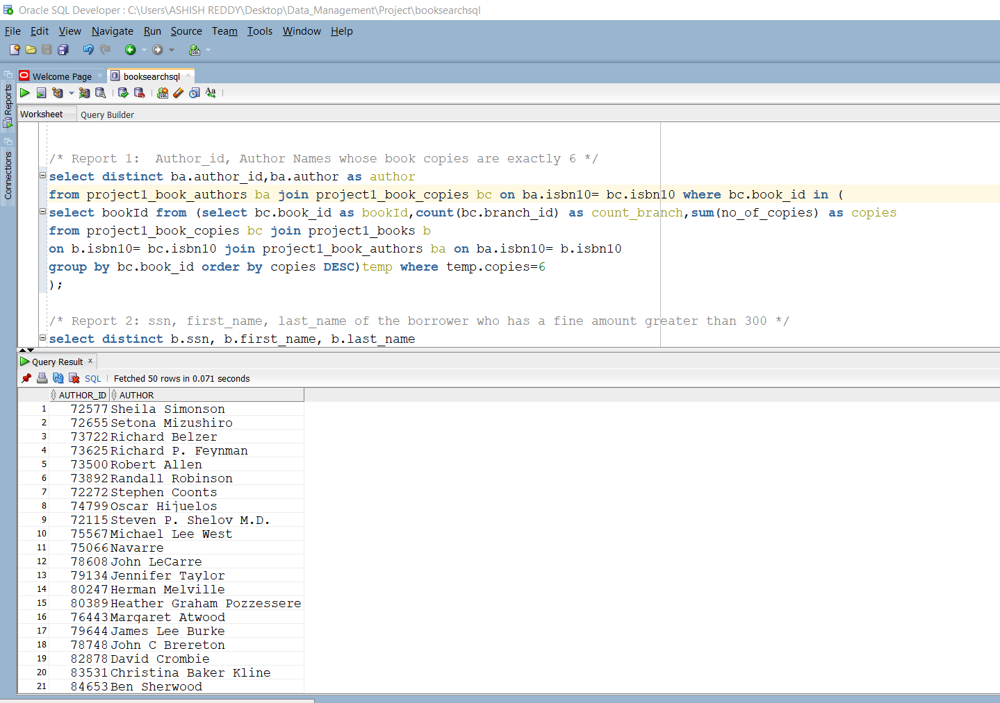 Oracle SQL Developer : C:\Users\ASHISH REDDY\Desktop\Data_Management\Project\booksearchsql
File Edit View Navigate Run Source Team Tools Window Help
Welcome Page booksearchsql
Reports
Connections
Worksheet Query Builder
/* Report 1:  Author_id, Author Names whose book copies are exactly 6 */
select distinct ba.author_id,ba.author as author
from project1_book_authors ba join project1_book_copies bc on ba.isbn10= bc.isbn10 where bc.book_id in (
select bookId from (select bc.book_id as bookId,count(bc.branch_id) as count_branch,sum(no_of_copies) as copies
from project1_book_copies bc join project1_books b
on b.isbn10= bc.isbn10 join project1_book_authors ba on ba.isbn10= b.isbn10
group by bc.book_id order by copies DESC)temp where temp.copies=6
);
/* Report 2: ssn, first_name, last_name of the borrower who has a fine amount greater than 300 */
select distinct b.ssn, b.first_name, b.last_name
Query Result
SQL Fetched 50 rows in 0.071 seconds
AUTHOR_ID AUTHOR
1 72577 Sheila Simonson
2 72655 Setona Mizushiro
3 73722 Richard Belzer
4 73625 Richard P. Feynman
5 73500 Robert Allen
6 73892 Randall Robinson
7 72272 Stephen Coonts
8 74799 Oscar Hijuelos
9 72115 Steven P. Shelov M.D.
10 75567 Michael Lee West
11 75066 Navarre
12 78608 John LeCarre
13 79134 Jennifer Taylor
14 80247 Herman Melville
15 80389 Heather Graham Pozzessere
16 76443 Margaret Atwood
17 79644 James Lee Burke
18 78748 John C Brereton
19 82878 David Crombie
20 83531 Christina Baker Kline
21 84653 Ben Sherwood